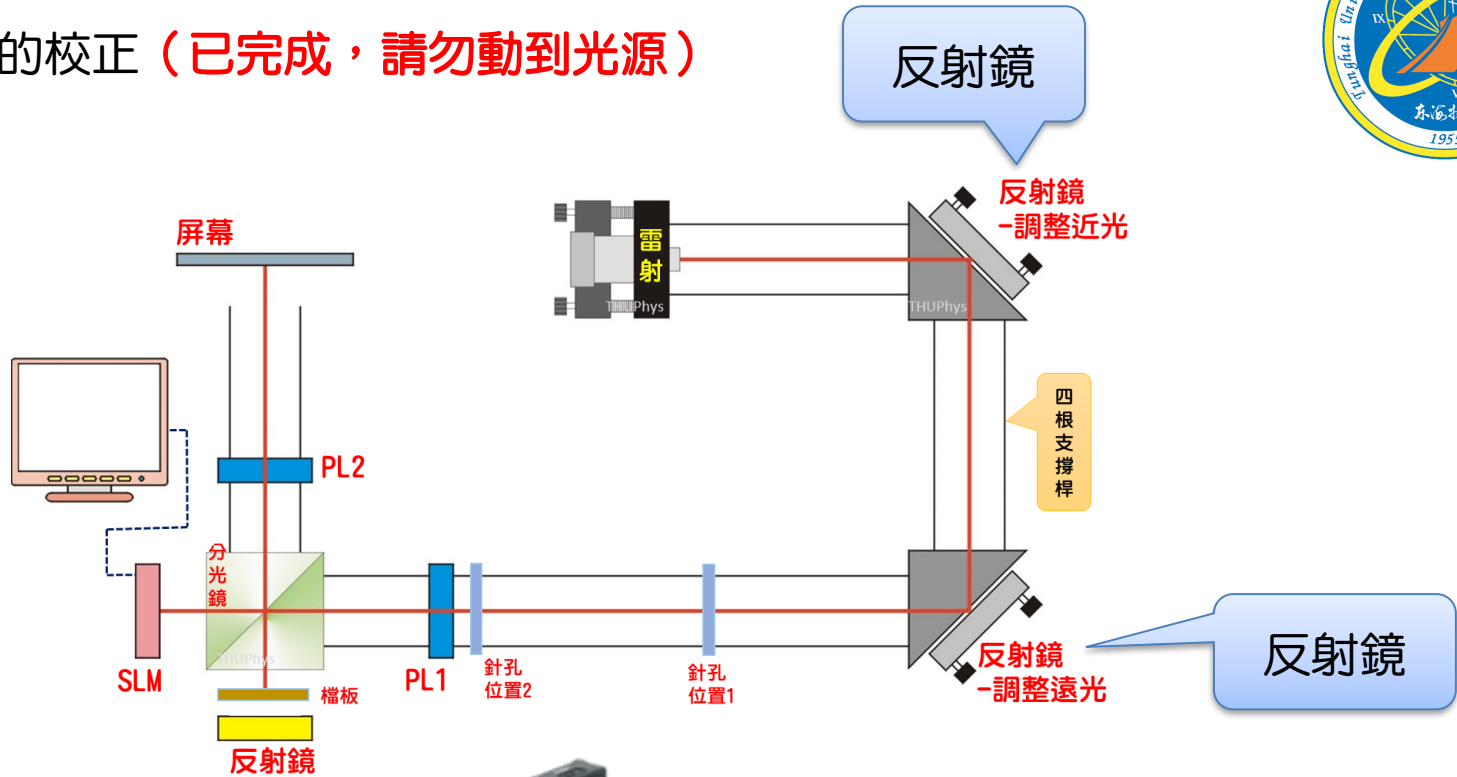 的校正（已完成，請勿動到光源）
反射鏡
反射鏡
-調整近光
屏幕
雷
射
THUPhys
THUPhys
四
根
支
撐
桿
PL2
分
光
鏡
THUPhys
SLM
PL1
針孔
位置2
針孔
位置1
反射鏡
-調整遠光
反射鏡
檔板
反射鏡
IX
1955